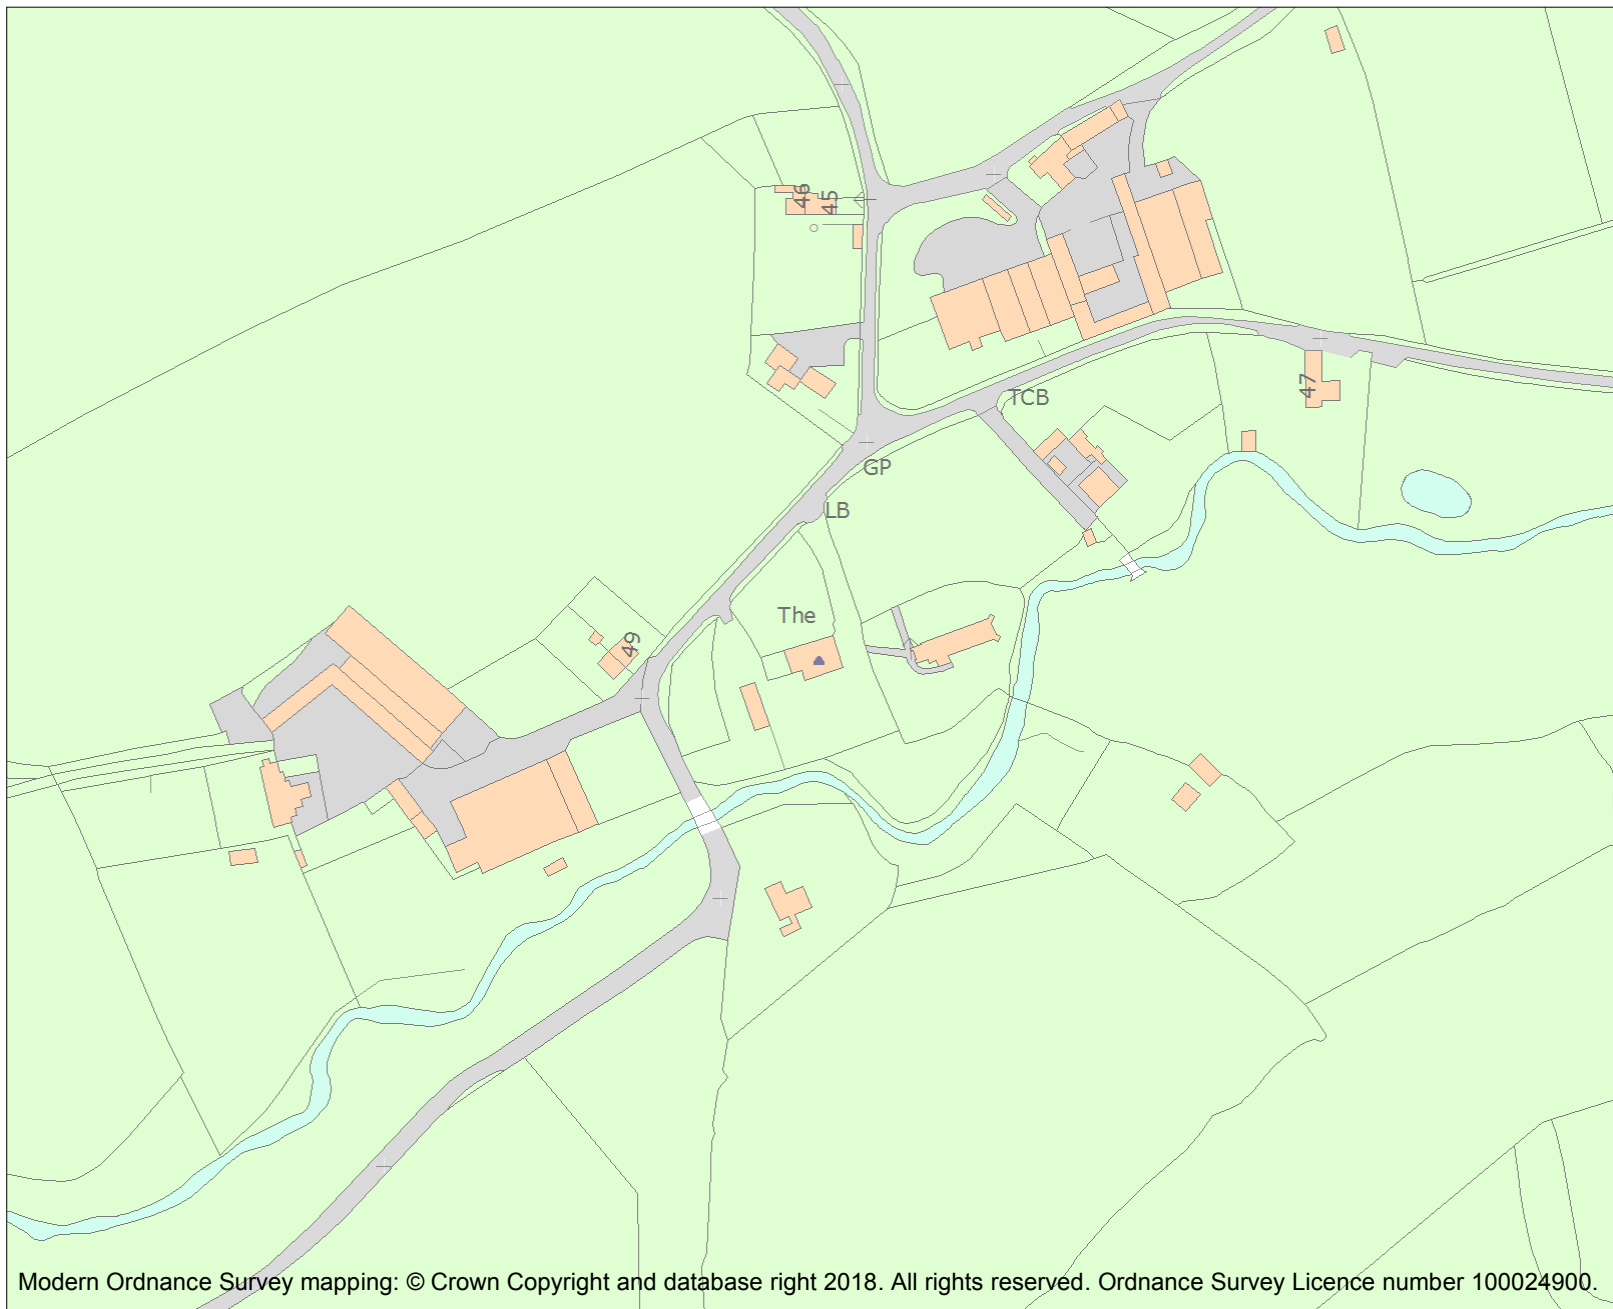 46
45
47
TCB
GP
LB
The
49
Modern Ordnance Survey mapping: © Crown Copyright and database right 2018. All rights reserved. Ordnance Survey Licence number 100024900.